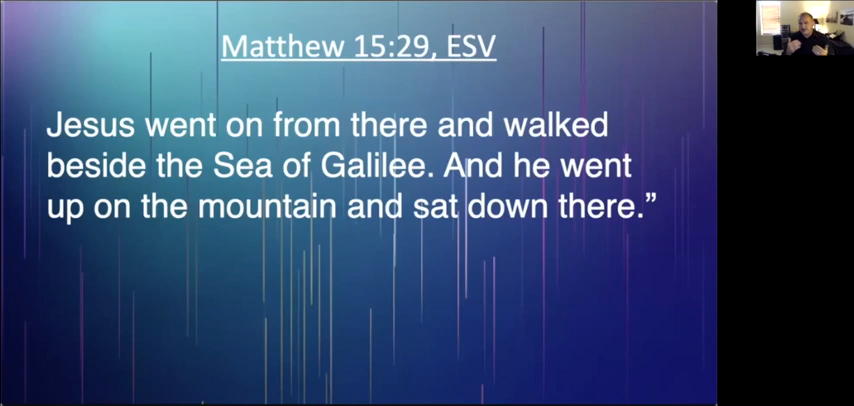 Matthew 15:29, ESV
Jesus went on from there and walked
beside the Sea of Galilee. And he went
up on the mountain and sat down there.”